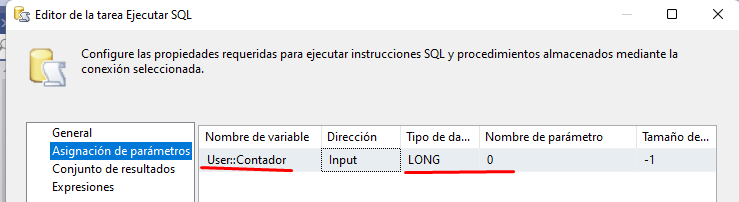 Editor de la tarea Ejecutar SQL
Configure las propiedades requeridas para ejecutar instrucciones SQL y procedimientos almacenados mediante la
conexión seleccionada.
General
Asignación de parámetros
Conjunto de resultados
Expresiones
Nombre de variable Dirección Tipo de da... Nombre de parámetro Tamaño de...
User::Contador Input LONG 0 -1